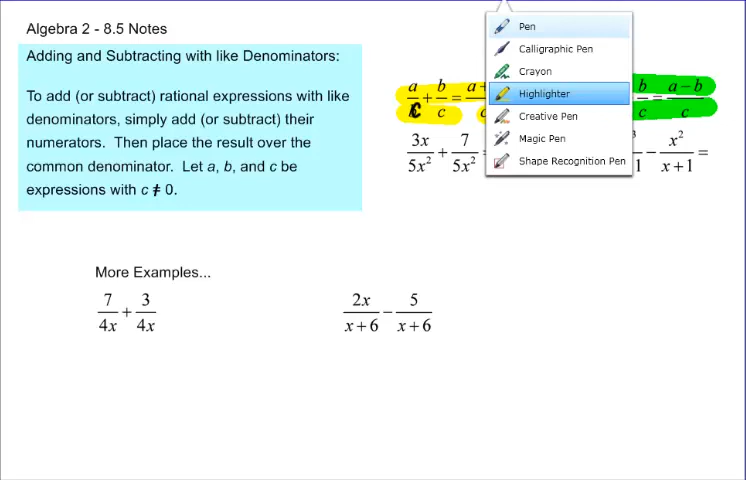 Algebra 2 - 8.5 Notes
Adding and Subtracting with like Denominators:
To add (or subtract) rational expressions with like
denominators, simply add (or subtract) their
numerators. Then place the result over the
common denominator. Let a, b, and c be
expressions with c ≠ 0.
a/c + b/c = a+ / c
b/c = a−b/c
3x/5x² + 7/5x² =
− x²/x+1 =
Pen
Calligraphic Pen
Crayon
Highlighter
Creative Pen
Magic Pen
Shape Recognition Pen
More Examples...
7/4x + 3/4x
2x/x+6 − 5/x+6